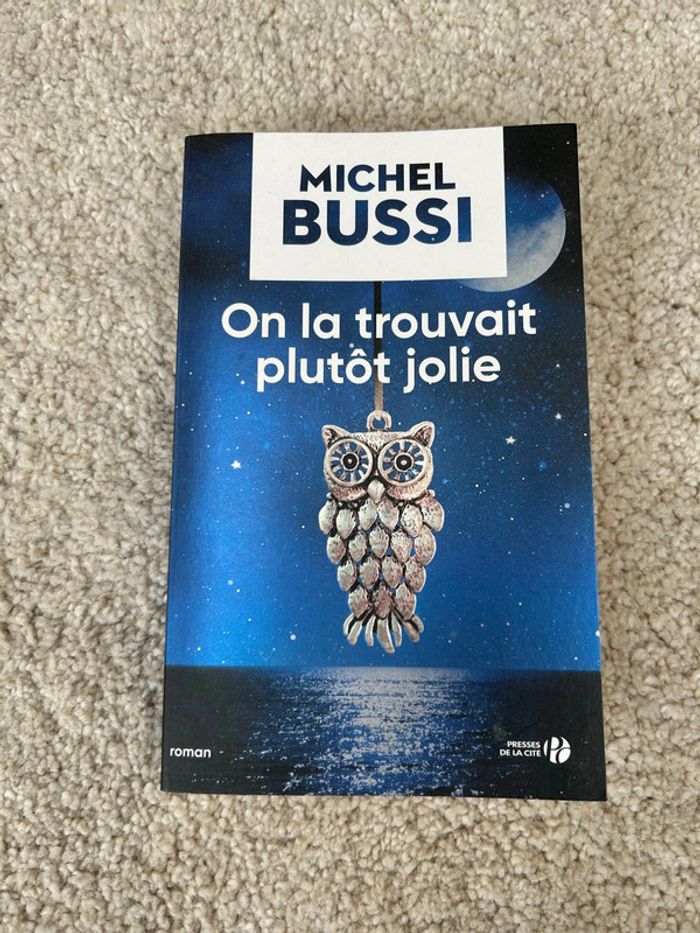 MICHEL
BUSSI
On la trouvait
plutôt jolie
roman
PRESSES
DE LA CITÉ